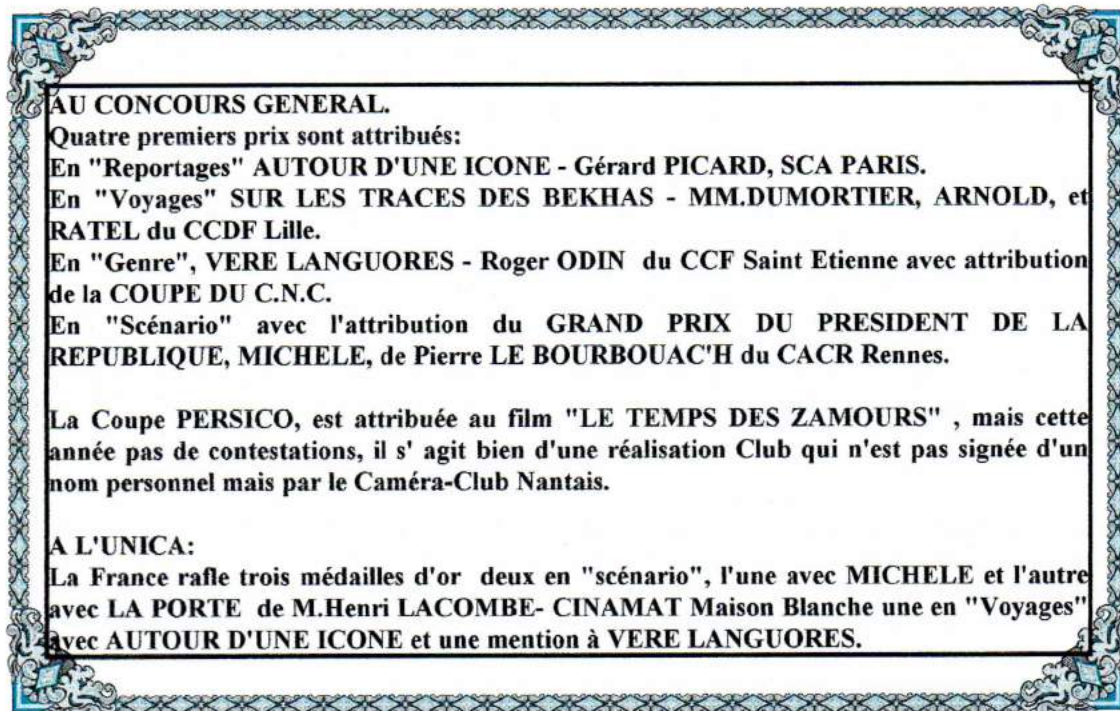 AU CONCOURS GENERAL.
Quatre premiers prix sont attribués:
En "Reportages" AUTOUR D'UNE ICONE - Gérard PICARD, SCA PARIS.
En "Voyages" SUR LES TRACES DES BEKHAS - MM.DUMORTIER, ARNOLD, et
RATEL du CCDF Lille.
En "Genre", VERE LANGUORES - Roger ODIN du CCF Saint Etienne avec attribution
de la COUPE DU C.N.C.
En "Scénario" avec l'attribution du GRAND PRIX DU PRESIDENT DE LA
REPUBLIQUE, MICHELE, de Pierre LE BOURBOUAC'H du CACR Rennes.
La Coupe PERSICO, est attribuée au film "LE TEMPS DES ZAMOURS" , mais cette
année pas de contestations, il s' agit bien d'une réalisation Club qui n'est pas signée d'un
nom personnel mais par le Caméra-Club Nantais.
A L'UNICA:
La France rafle trois médailles d'or deux en "scénario", l'une avec MICHELE et l'autre
avec LA PORTE de M.Henri LACOMBE- CINAMAT Maison Blanche une en "Voyages"
avec AUTOUR D'UNE ICONE et une mention à VERE LANGUORES.